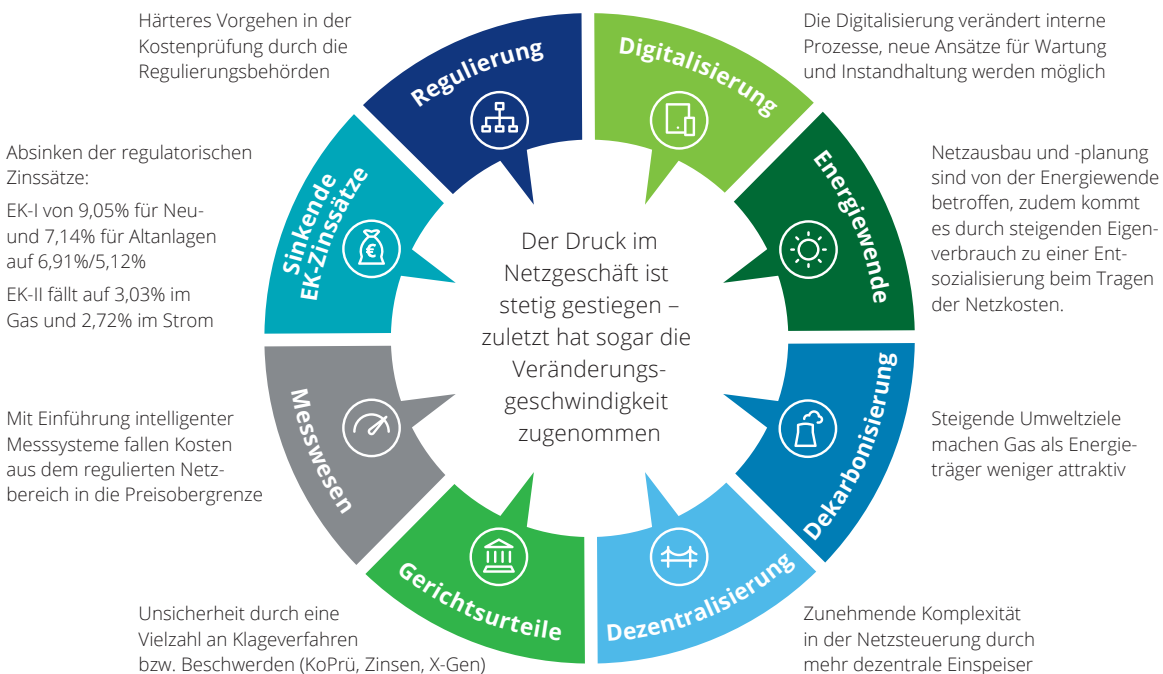 Härteres Vorgehen in der
Kostenprüfung durch die
Regulierungsbehörden
Regulierung
Digitalisierung
Die Digitalisierung verändert interne
Prozesse, neue Ansätze für Wartung
und Instandhaltung werden möglich
Absinken der regulatorischen
Zinssätze:
EK-I von 9,05% für Neu-
und 7,14% für Altanlagen
auf 6,91%/5,12%
EK-II fällt auf 3,03% im
Gas und 2,72% im Strom
Sinkende
EK-Zinssätze
€
Energiewende
Netzausbau und -planung
sind von der Energiewende
betroffen, zudem kommt
es durch steigenden Eigen-
verbrauch zu einer Ent-
sozialisierung beim Tragen
der Netzkosten.
Der Druck im
Netzgeschäft ist
stetig gestiegen –
zuletzt hat sogar die
Veränderungs-
geschwindigkeit
zugenommen
Mit Einführung intelligenter
Messsysteme fallen Kosten
aus dem regulierten Netz-
bereich in die Preisobergrenze
Messwesen
Dekarbonisierung
Steigende Umweltziele
machen Gas als Energie-
träger weniger attraktiv
Gerichtsurteile
Dezentralisierung
Unsicherheit durch eine
Vielzahl an Klageverfahren
bzw. Beschwerden (KoPrü, Zinsen, X-Gen)
Zunehmende Komplexität
in der Netzsteuerung durch
mehr dezentrale Einspeiser